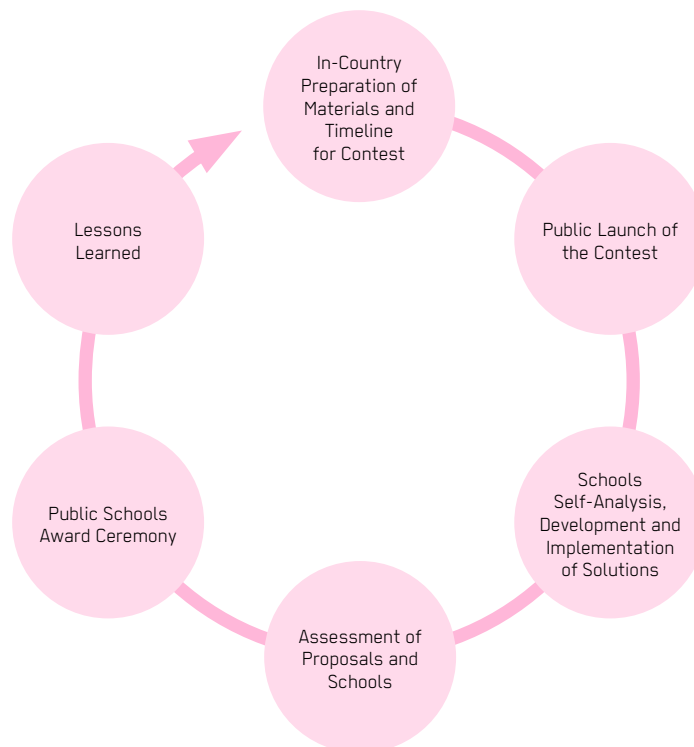 In-Country
Preparation of
Materials and
Timeline
for Contest
Public Launch of
the Contest
Schools
Self-Analysis,
Development and
Implementation
of Solutions
Assessment of
Proposals and
Schools
Public Schools
Award Ceremony
Lessons
Learned